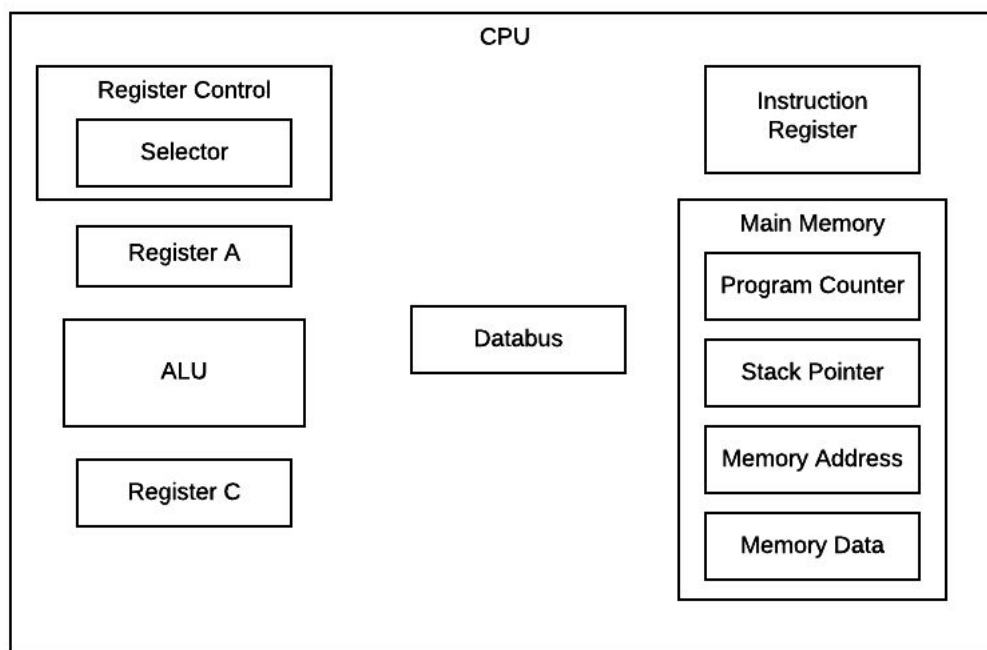 CPU
Register Control
Selector
Register A
ALU
Register C
Databus
Instruction
Register
Main Memory
Program Counter
Stack Pointer
Memory Address
Memory Data